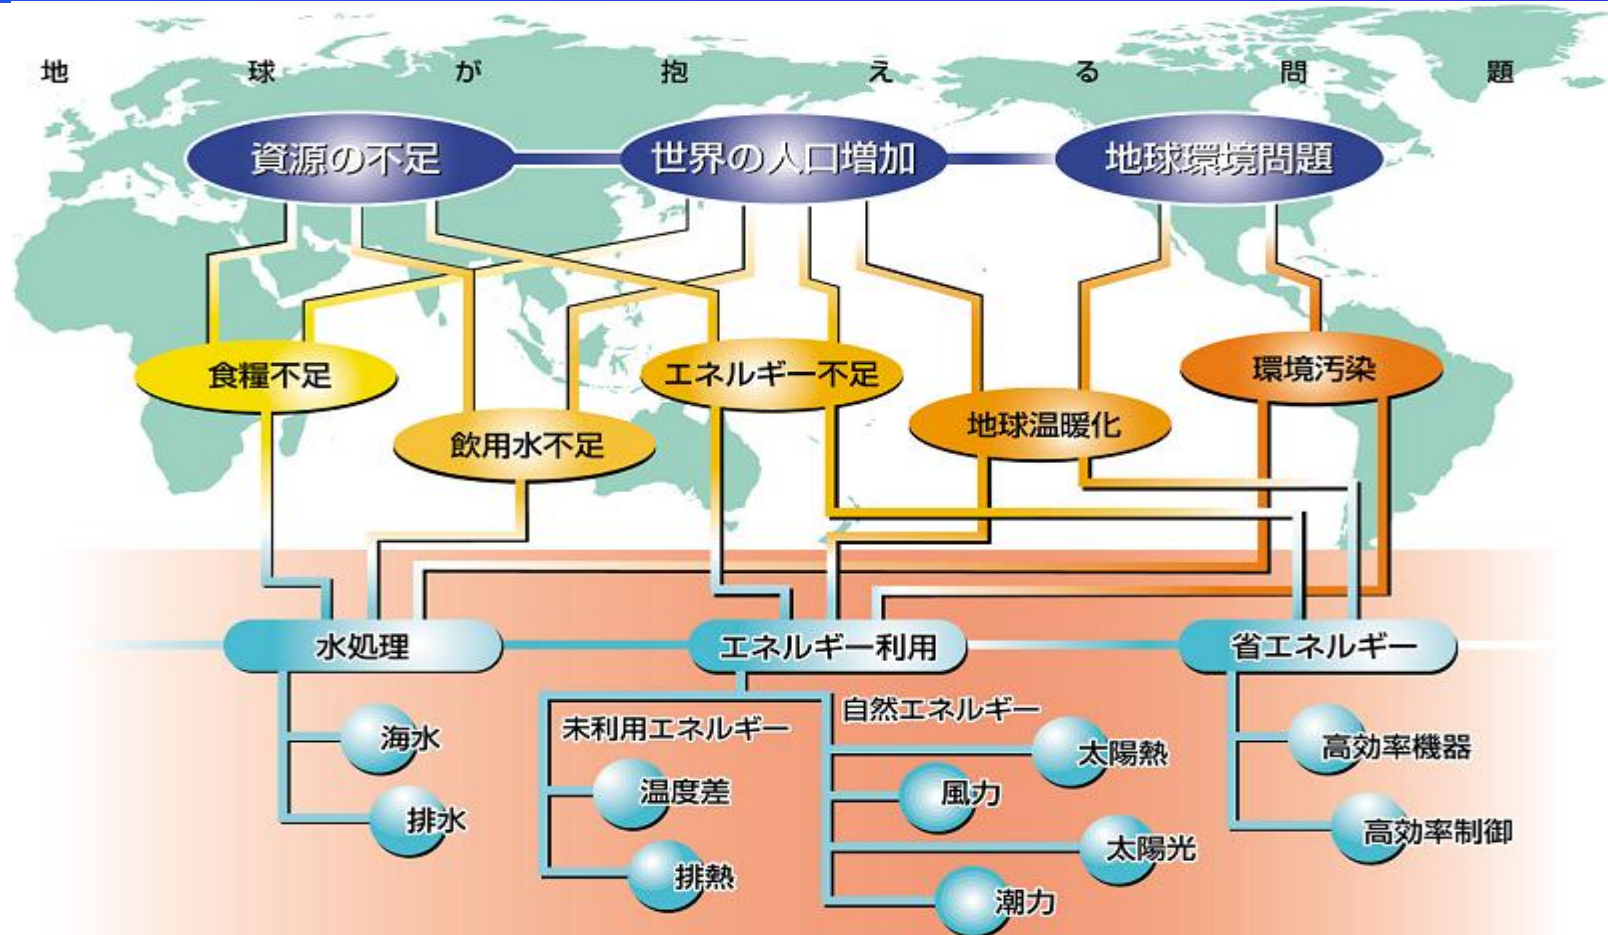 地球が抱える問題
資源の不足
世界の人口増加
地球環境問題
食糧不足
飲用水不足
エネルギー不足
地球温暖化
環境汚染
水処理
エネルギー利用
省エネルギー
海水
排水
未利用エネルギー
温度差
排熱
自然エネルギー
太陽熱
風力
太陽光
潮力
高効率機器
高効率制御